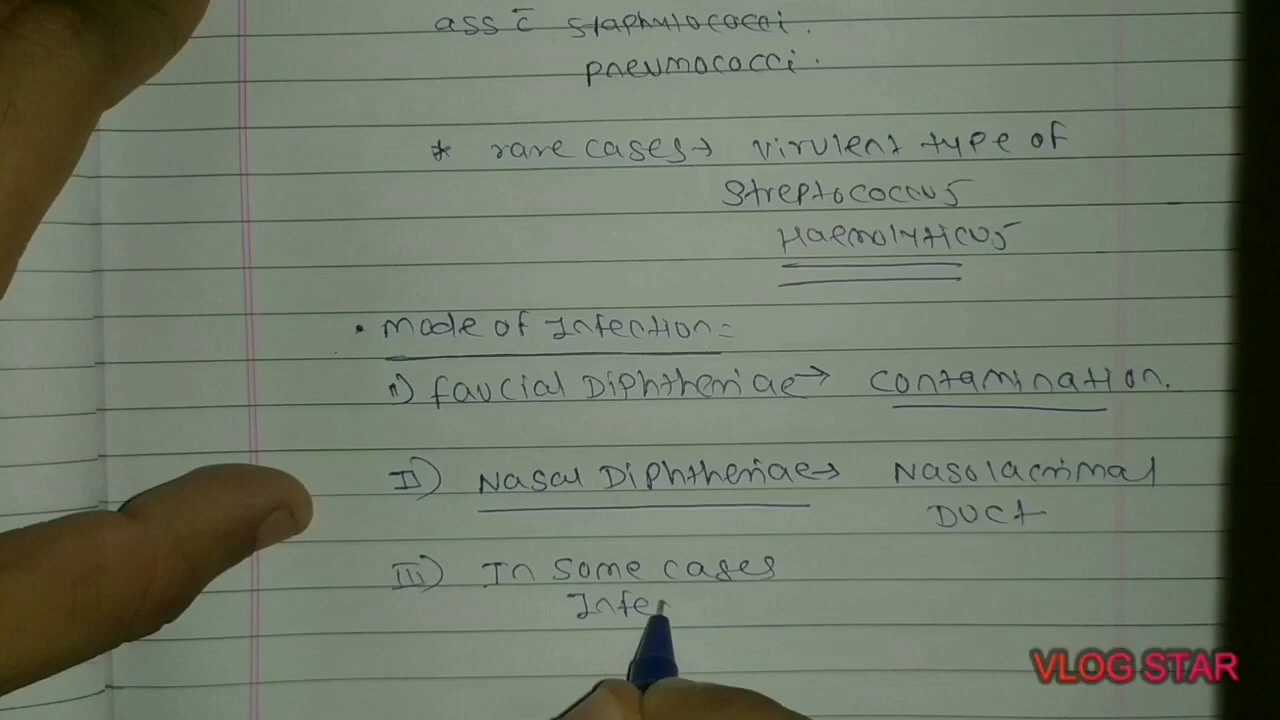 ass c̄ staphylococci.
pneumococci.
* rare cases → virulent type of
Streptococcus
Haemolyticus
• Mode of Infection =
I) faucial Diphtheriae → contamination.
II) Nasal Diphtheriae → Nasolacrimal
Duct
III) In some cases
Infe
VLOG STAR